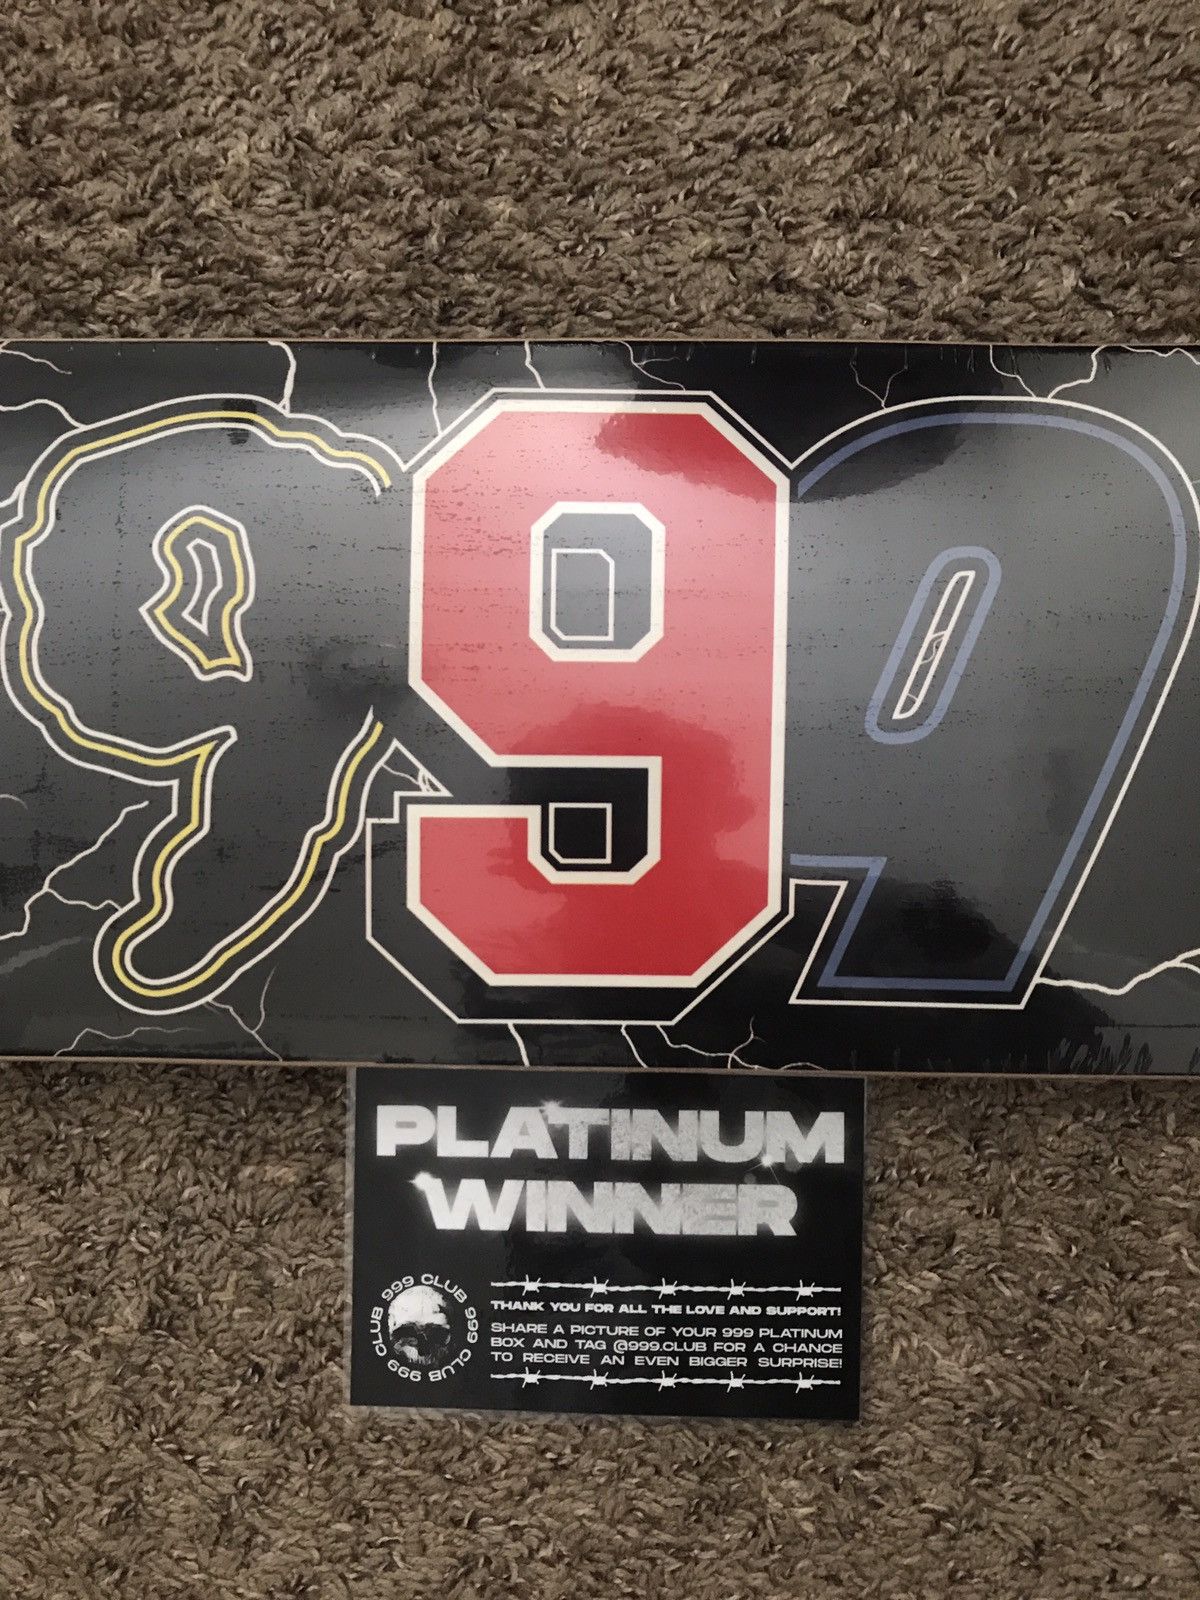 999
PLATINUM
WINNER
999 CLUB 999 CLUB 999 CLUB
THANK YOU FOR ALL THE LOVE AND SUPPORT!
SHARE A PICTURE OF YOUR 999 PLATINUM
BOX AND TAG @999.CLUB FOR A CHANCE
TO RECEIVE AN EVEN BIGGER SURPRISE!